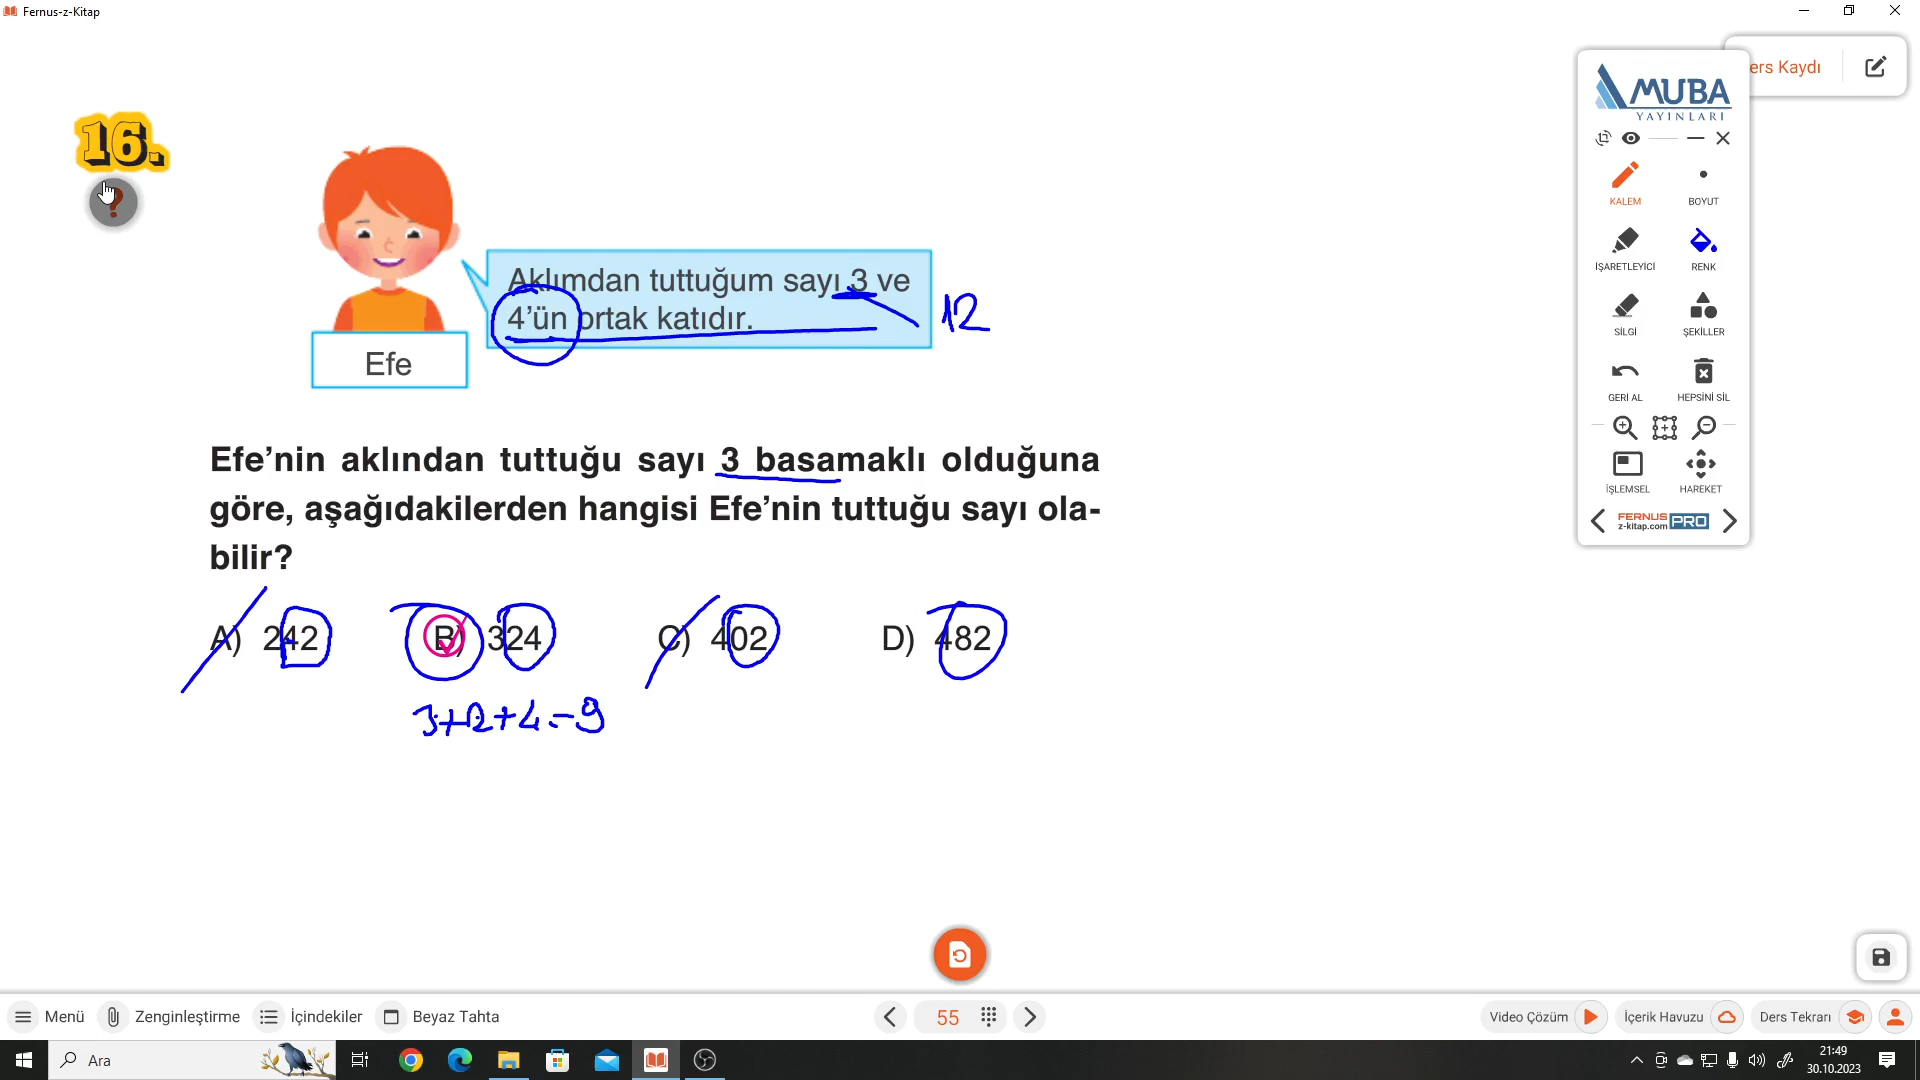 Fernus-z-Kitap
ers Kaydı
MUBA
YAYINLARI
16.
KALEM
BOYUT
İŞARETLEYİCİ
RENK
Aklımdan tuttuğum sayı 3 ve
4'ün ortak katıdır.
12
SİLGİ
ŞEKİLLER
Efe
GERİ AL
HEPSİNİ SİL
Efe'nin aklından tuttuğu sayı 3 basamaklı olduğuna
göre, aşağıdakilerden hangisi Efe'nin tuttuğu sayı ola-
bilir?
İŞLEMSEL
HAREKET
FERNUS
z-kitap.com
PRO
A) 242 B) 324 C) 402 D) 482
3+2+4=9
Menü
Zenginleştirme
İçindekiler
Beyaz Tahta
55
Video Çözüm
İçerik Havuzu
Ders Tekrarı
Ara
21:49
30.10.2023